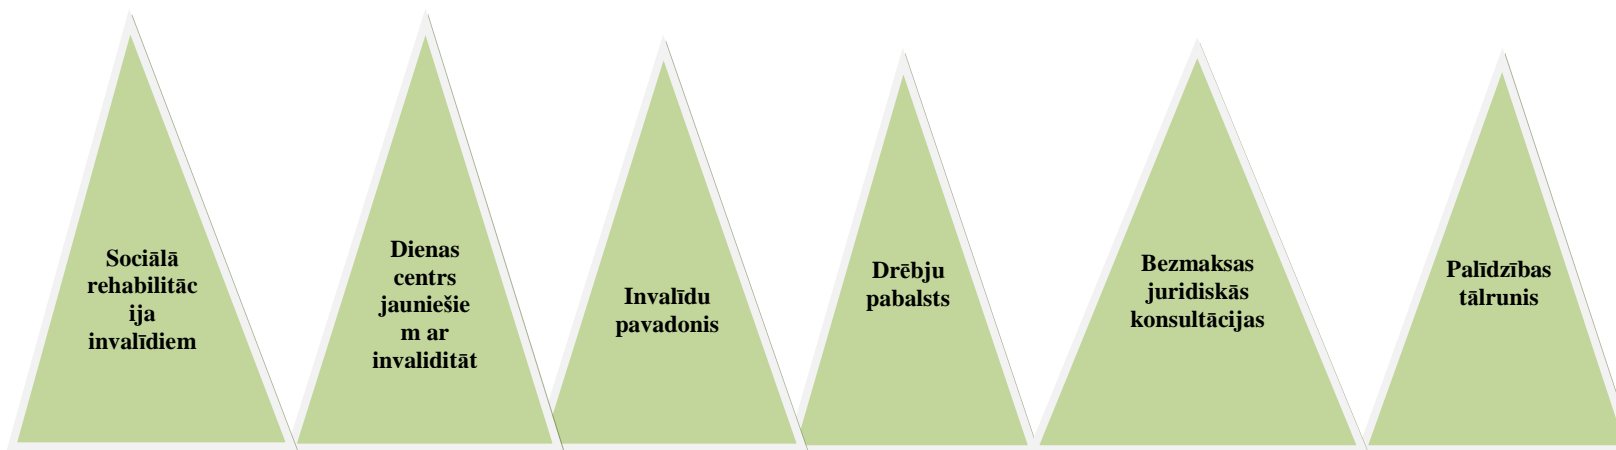 Sociālā
rehabilitāc
ija
invalīdiem
Dienas
centrs
jauniešie
m ar
invaliditāt
Invalīdu
pavadonis
Drēbju
pabalsts
Bezmaksas
juridiskās
konsultācijas
Palīdzības
tālrunis